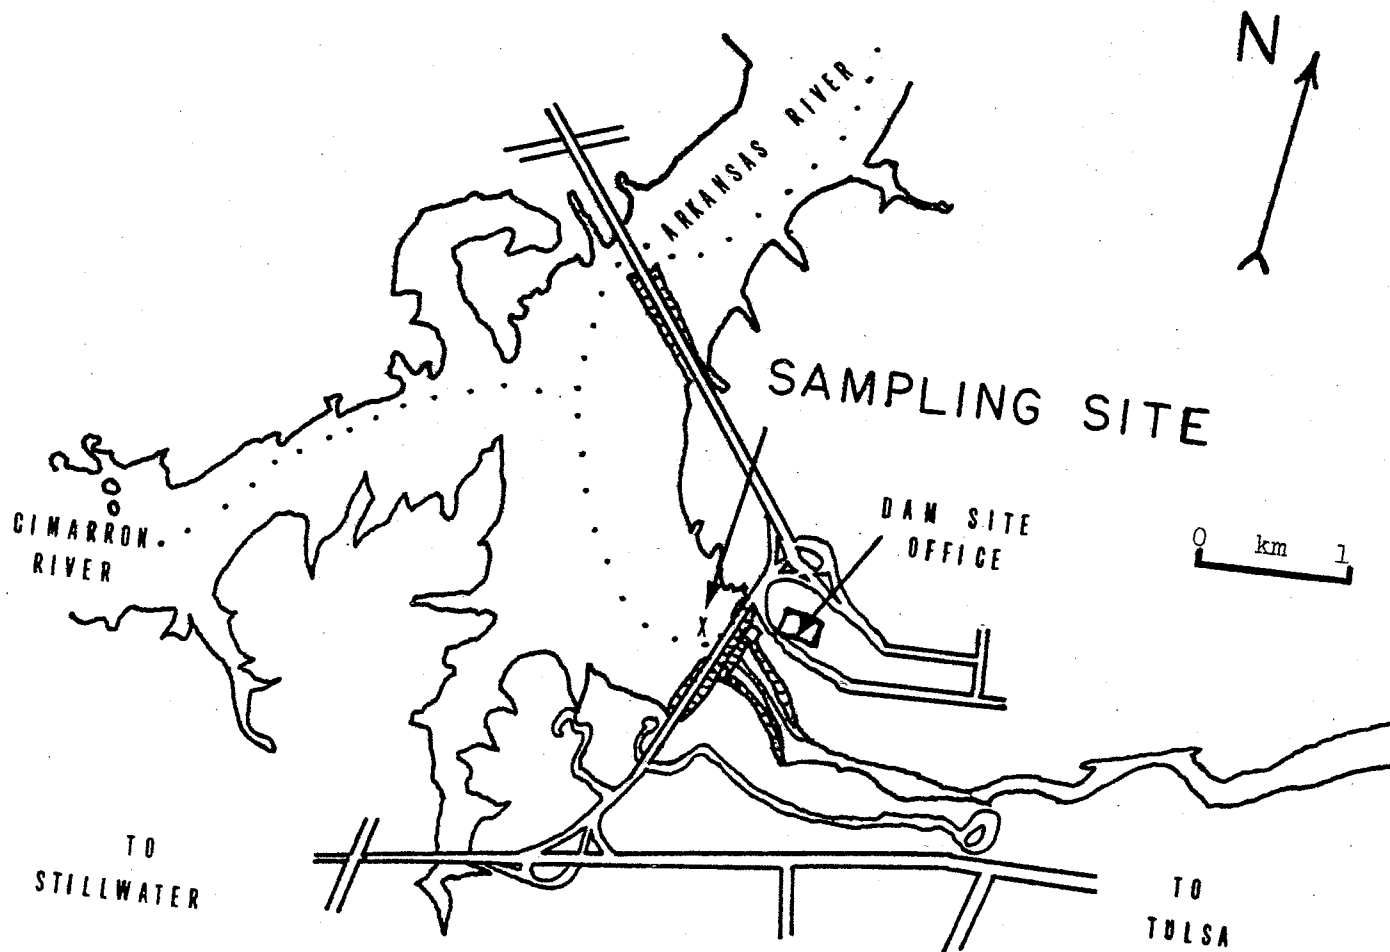 N
ARKANSAS RIVER
SAMPLING SITE
DAM SITE
OFFICE
0 km 1
CIMARRON
RIVER
X
TO
STILLWATER
TO
TULSA